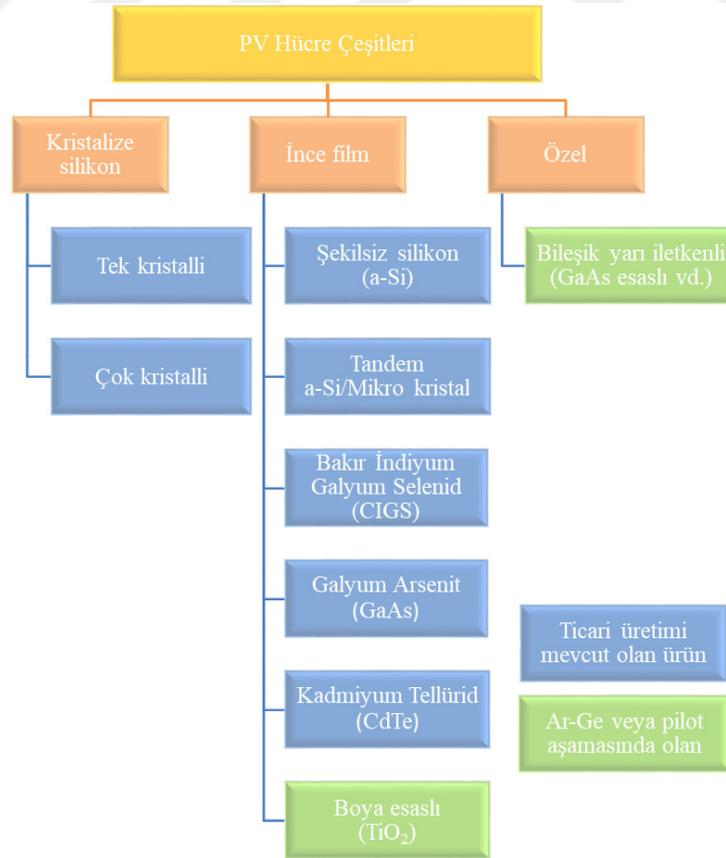 PV Hücre Çeşitleri
Kristalize
silikon
İnce film
Özel
Tek kristalli
Çok kristalli
Şekilsiz silikon
(a-Si)
Tandem
a-Si/Mikro kristal
Bakır İndiyum
Galyum Selenid
(CIGS)
Galyum Arsenit
(GaAs)
Kadmiyum Tellürid
(CdTe)
Boya esaslı
(TiO₂)
Bileşik yarı iletkenli
(GaAs esaslı vd.)
Ticari üretimi
mevcut olan ürün
Ar-Ge veya pilot
aşamasında olan